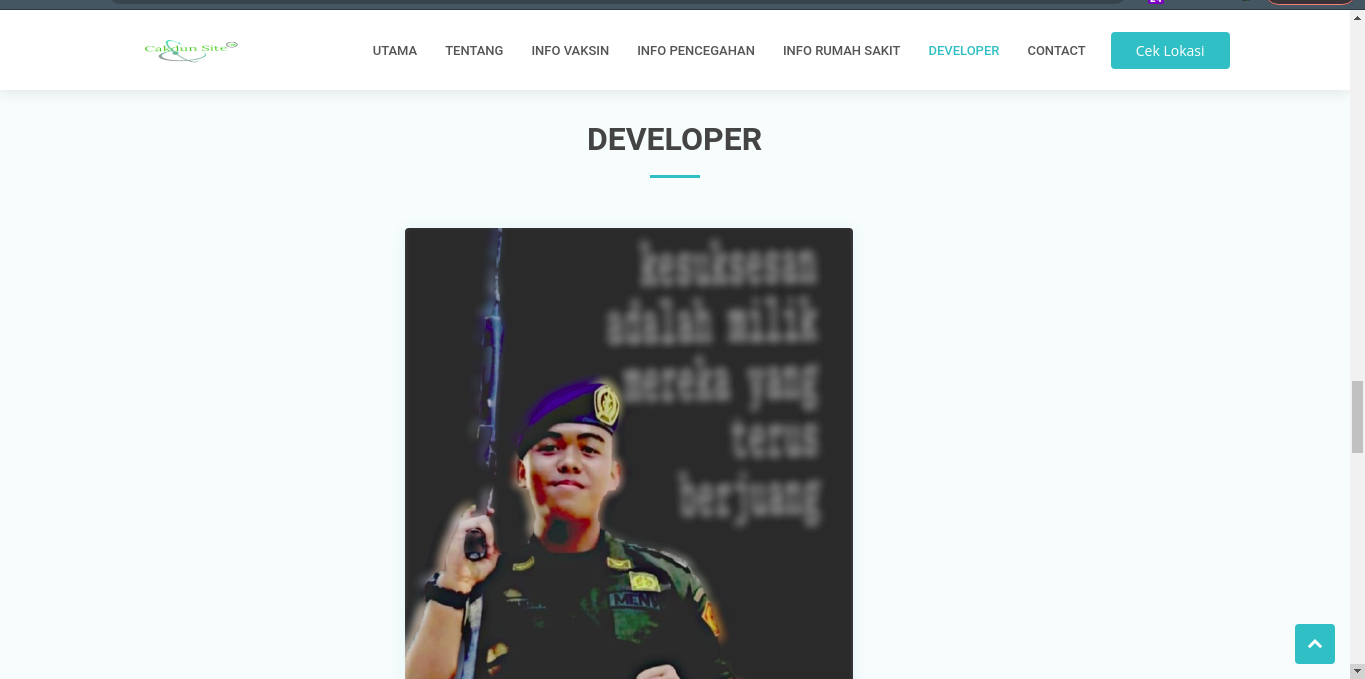 Cakdun Site
UTAMA
TENTANG
INFO VAKSIN
INFO PENCEGAHAN
INFO RUMAH SAKIT
DEVELOPER
CONTACT
Cek Lokasi
DEVELOPER
kesuksesan
adalah milik
mereka yang
terus
berjuang